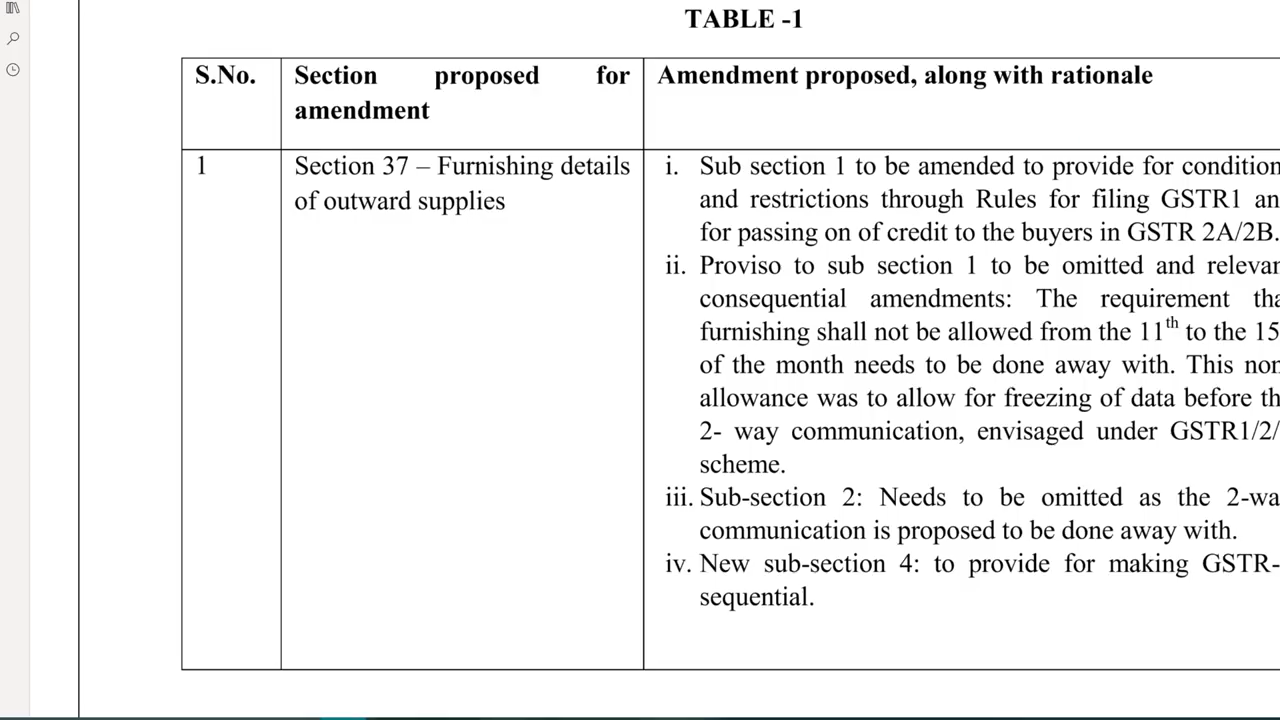 TABLE -1
S.No.
Section proposed for
amendment
Amendment proposed, along with rationale
1
Section 37 – Furnishing details
of outward supplies
i. Sub section 1 to be amended to provide for condition
and restrictions through Rules for filing GSTR1 an
for passing on of credit to the buyers in GSTR 2A/2B.
ii. Proviso to sub section 1 to be omitted and relevan
consequential amendments: The requirement tha
furnishing shall not be allowed from the 11th to the 15
of the month needs to be done away with. This non
allowance was to allow for freezing of data before th
2- way communication, envisaged under GSTR1/2/
scheme.
iii. Sub-section 2: Needs to be omitted as the 2-wa
communication is proposed to be done away with.
iv. New sub-section 4: to provide for making GSTR-
sequential.